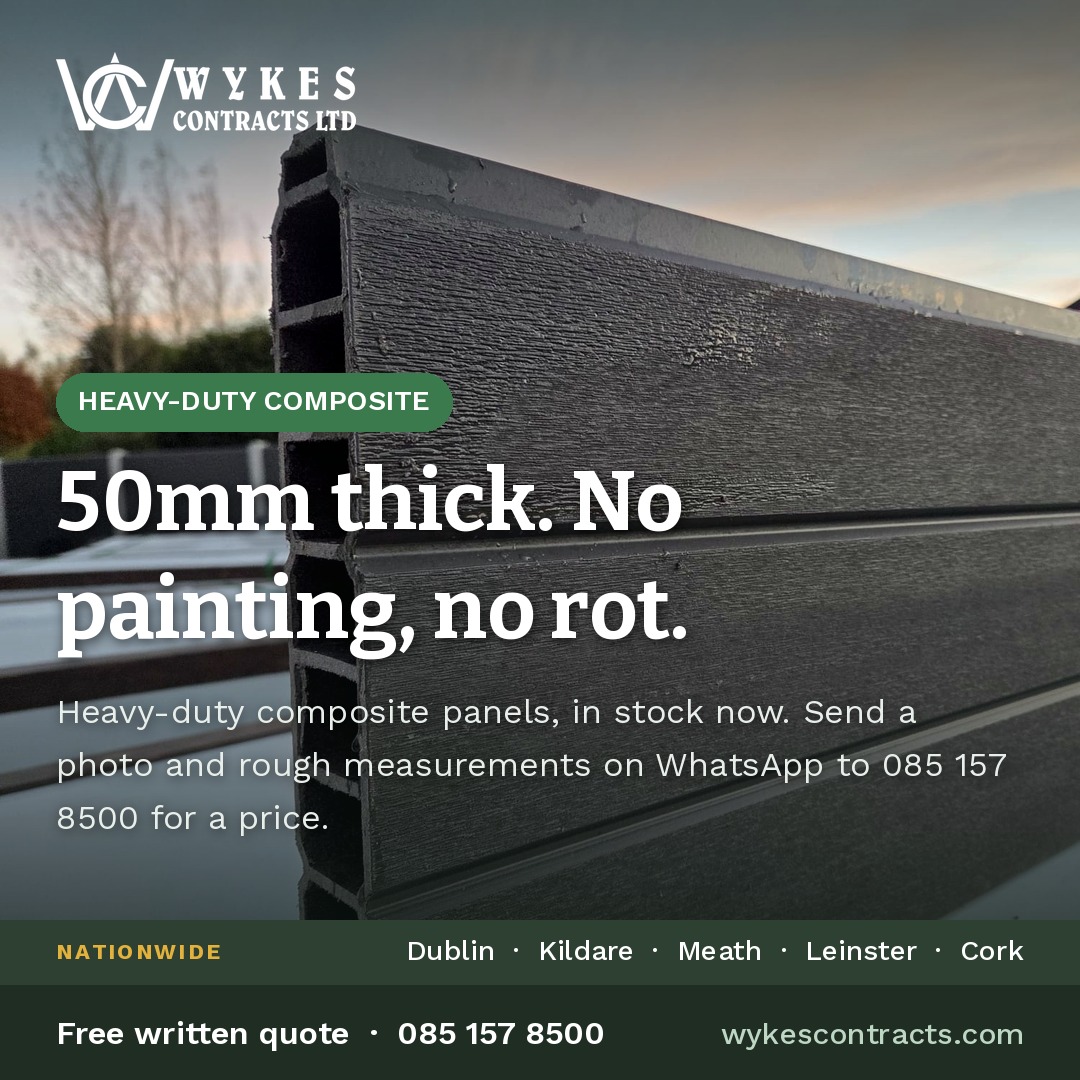 WYKES
CONTRACTS LTD
HEAVY-DUTY COMPOSITE
50mm thick. No
painting, no rot.
Heavy-duty composite panels, in stock now. Send a
photo and rough measurements on WhatsApp to 085 157
8500 for a price.
NATIONWIDE
Dublin · Kildare · Meath · Leinster · Cork
Free written quote · 085 157 8500
wykescontracts.com